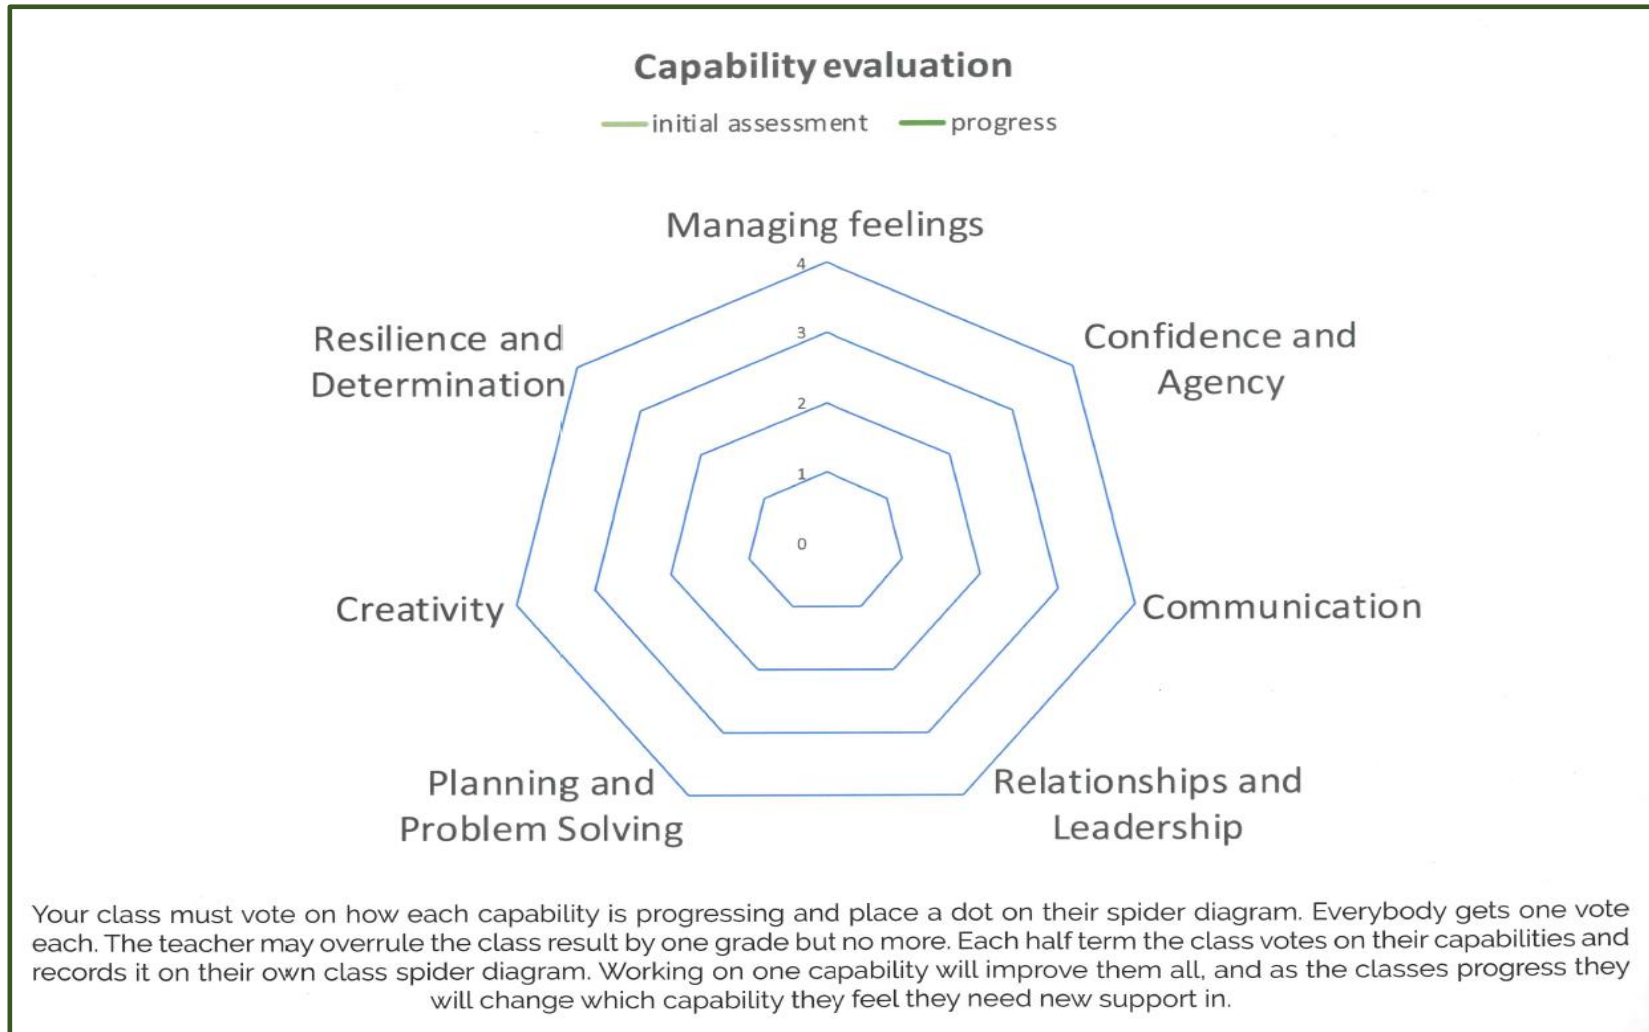 Capability evaluation
initial assessment progress
Managing feelings
Resilience and
Determination
Confidence and
Agency
4
3
2
1
0
Creativity
Communication
Planning and
Problem Solving
Relationships and
Leadership
Your class must vote on how each capability is progressing and place a dot on their spider diagram. Everybody gets one vote
each. The teacher may overrule the class result by one grade but no more. Each half term the class votes on their capabilities and
records it on their own class spider diagram. Working on one capability will improve them all, and as the classes progress they
will change which capability they feel they need new support in.